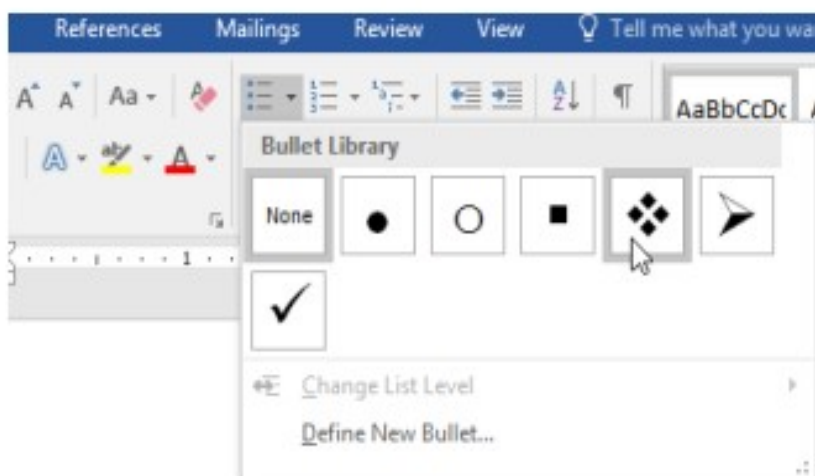 References Mailings Review View Tell me what you wa
Aa AaBbCcDc
Bullet Library
None
1
Change List Level
Define New Bullet...